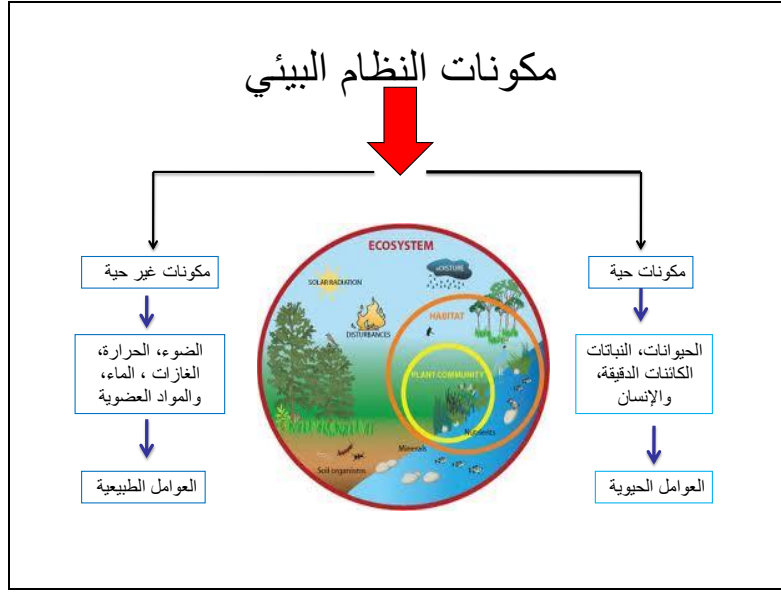 مكونات النظام البيئي
مكونات حية
الحيوانات، النباتات
الكائنات الدقيقة،
والإنسان
العوامل الحيوية
مكونات غير حية
الضوء، الحرارة،
الغازات ، الماء،
والمواد العضوية
العوامل الطبيعية
ECOSYSTEM
MOISTURE
SOLAR RADIATION
HABITAT
DISTURBANCES
PLANT COMMUNITY
Nutrients
Minerals
Soil organisms